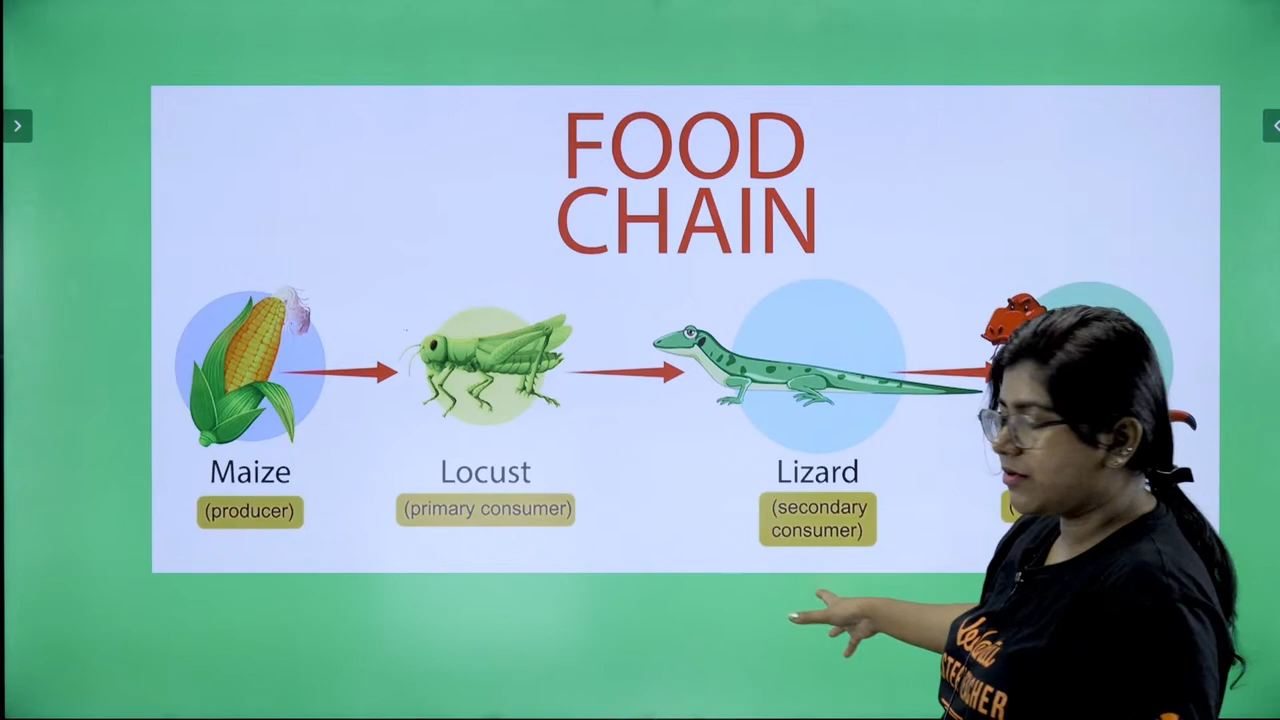 FOOD
CHAIN
Maize
(producer)
Locust
(primary consumer)
Lizard
(secondary
consumer)